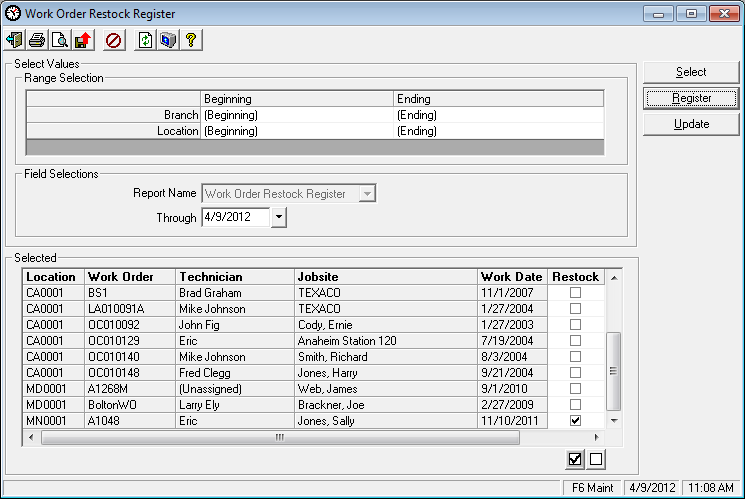 Work Order Restock Register
Select Values
Range Selection
Beginning Ending
Branch (Beginning) (Ending)
Location (Beginning) (Ending)
Select
Register
Update
Field Selections
Report Name Work Order Restock Register
Through 4/9/2012
Selected
Location Work Order Technician Jobsite Work Date Restock
CA0001 BS1 Brad Graham TEXACO 11/1/2007
CA0001 LA010091A Mike Johnson TEXACO 1/27/2004
CA0001 OC010092 John Fig Cody, Ernie 1/27/2003
CA0001 OC010129 Eric Anaheim Station 120 7/19/2004
CA0001 OC010140 Mike Johnson Smith, Richard 8/3/2004
CA0001 OC010148 Fred Clegg Jones, Harry 9/21/2004
MD0001 A1268M (Unassigned) Web, James 9/1/2010
MD0001 BoltonWO Larry Ely Brackner, Joe 2/27/2009
MN0001 A1048 Eric Jones, Sally 11/10/2011
F6 Maint 4/9/2012 11:08 AM